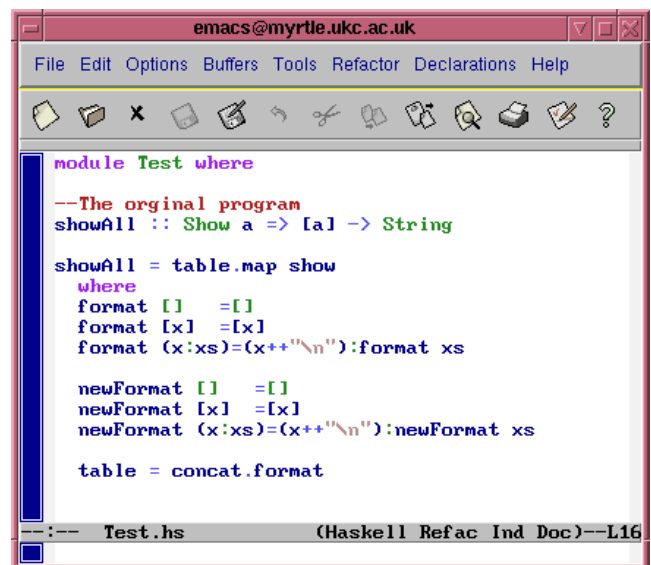 emacs@myrtle.ukc.ac.uk
File Edit Options Buffers Tools Refactor Declarations Help
module Test where
--The orginal program
showAll :: Show a => [a] -> String
showAll = table.map show
where
format [] =[]
format [x] =[x]
format (x:xs)=(x++"\n"):format xs
newFormat [] =[]
newFormat [x] =[x]
newFormat (x:xs)=(x++"\n"):newFormat xs
table = concat.format
--:-- Test.hs (Haskell Refac Ind Doc)--L16